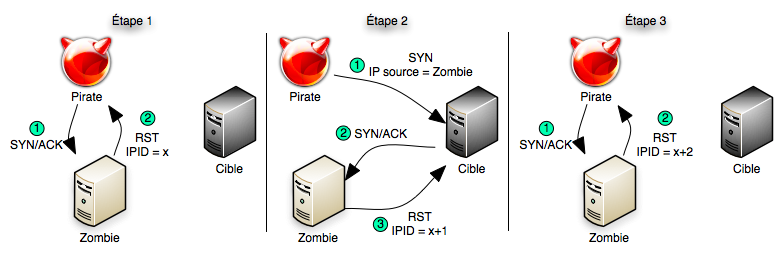 Étape 1
Pirate
1
2
SYN/ACK
RST
IPID = x
Cible
Zombie
Étape 2
1
SYN
IP source = Zombie
Pirate
2 SYN/ACK
Cible
3
RST
IPID = x+1
Zombie
Étape 3
Pirate
1
2
SYN/ACK
RST
IPID = x+2
Cible
Zombie